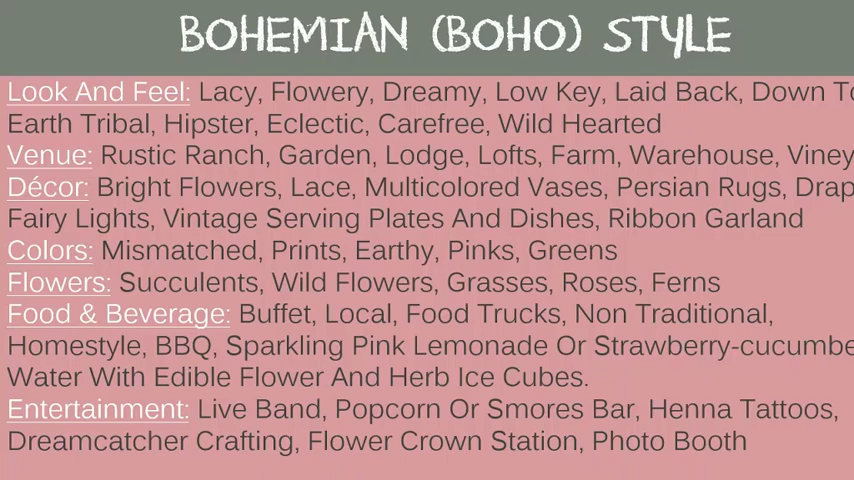 BOHEMIAN (BOHO) STYLE
Look And Feel: Lacy, Flowery, Dreamy, Low Key, Laid Back, Down
Earth Tribal, Hipster, Eclectic, Carefree, Wild Hearted
Venue: Rustic Ranch, Garden, Lodge, Lofts, Farm, Warehouse,
Décor: Bright Flowers, Lace, Multicolored Vases, Persian Rugs,
Fairy Lights, Vintage Serving Plates And Dishes, Ribbon Garland
Colors: Mismatched, Prints, Earthy, Pinks, Greens
Flowers: Succulents, Wild Flowers, Grasses, Roses, Ferns
Food & Beverage: Buffet, Local, Food Trucks, Non Traditional,
Homestyle, BBQ, Sparkling Pink Lemonade Or
Water With Edible Flower And Herb Ice Cubes.
Entertainment: Live Band, Popcorn Or Smores Bar, Henna Tattoos,
Dreamcatcher Crafting, Flower Crown Station, Photo Booth